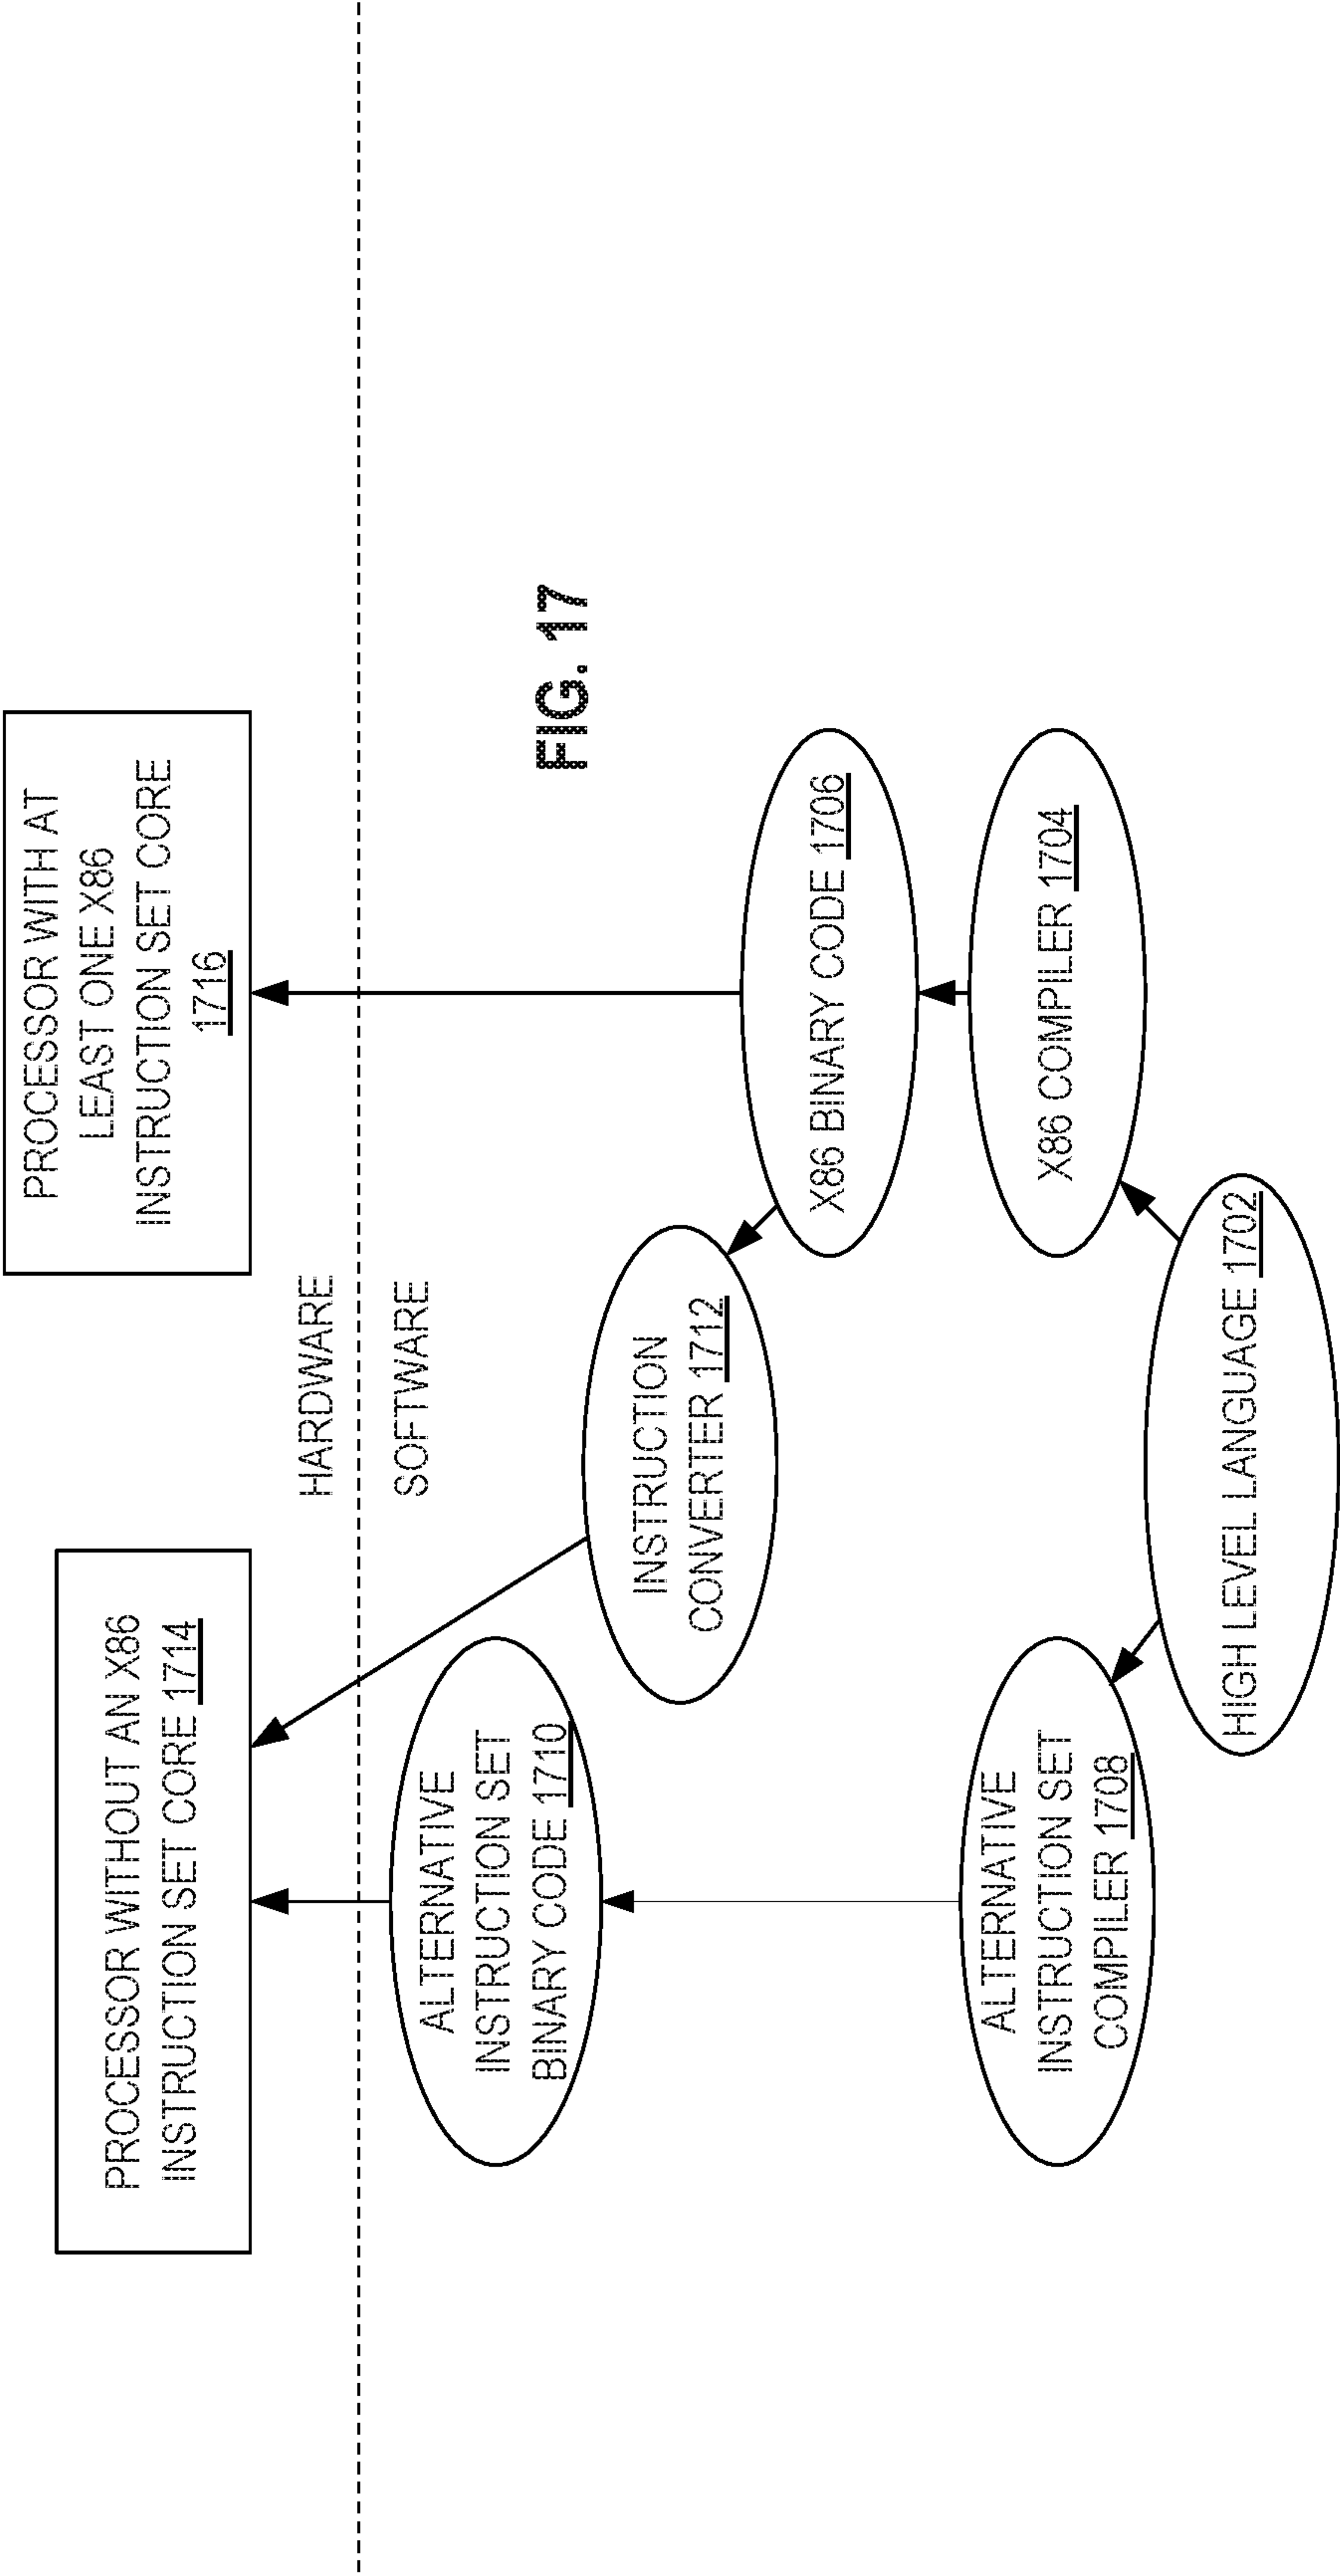 PROCESSOR WITHOUT AN X86
INSTRUCTION SET CORE 1714
PROCESSOR WITH AT
LEAST ONE X86
INSTRUCTION SET CORE
1716
HARDWARE
SOFTWARE
ALTERNATIVE
INSTRUCTION SET
BINARY CODE 1710
INSTRUCTION
CONVERTER 1712
FIG. 17
X86 BINARY CODE 1706
ALTERNATIVE
INSTRUCTION SET
COMPILER 1708
X86 COMPILER 1704
HIGH LEVEL LANGUAGE 1702